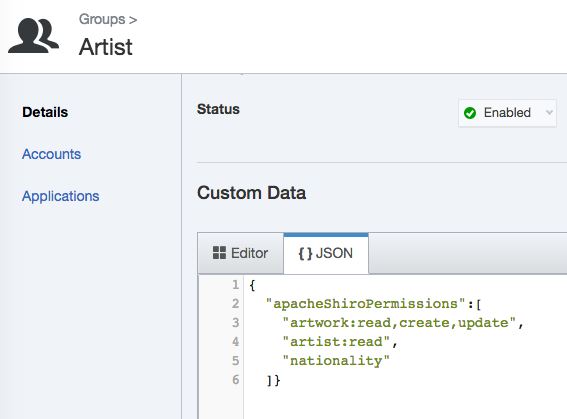 Groups >
Artist
Details
Accounts
Applications
Status
Enabled
Custom Data
Editor
{ } JSON
1 {
2 "apacheShiroPermissions":[
3 "artwork:read,create,update",
4 "artist:read",
5 "nationality"
6 ]}